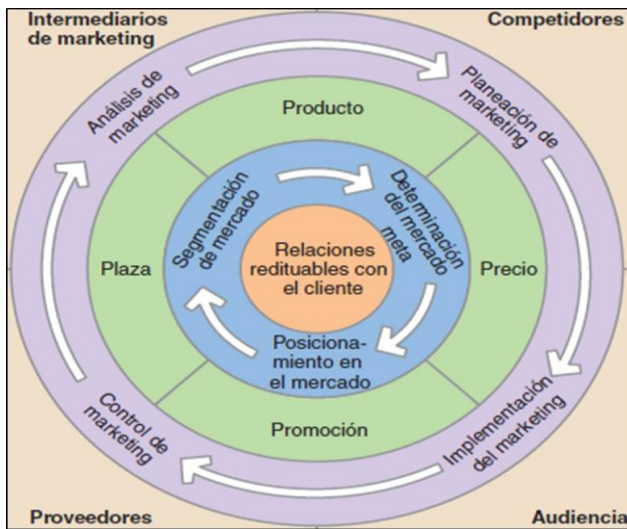 Intermediarios
de marketing
Competidores
Análisis de
marketing
Planeación de
marketing
Producto
Segmentación
de mercado
Determinación
del mercado
meta
Plaza
Relaciones
redituables con
el cliente
Precio
Posiciona-
miento en
el mercado
Control de
marketing
Promoción
Implementación
del marketing
Proveedores
Audiencia